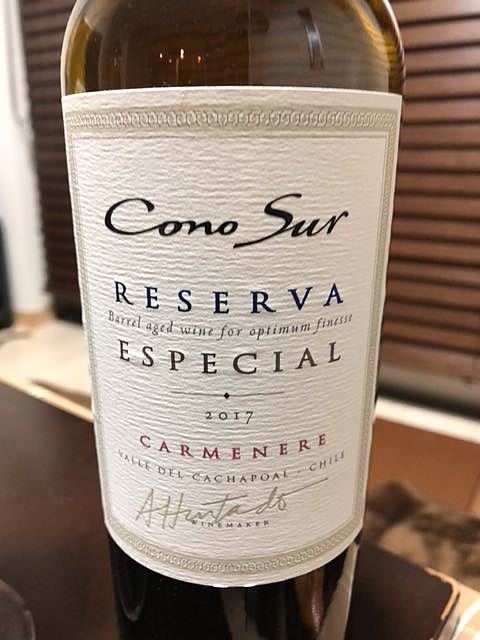 Cono Sur
RESERVA
Barrel aged wine for optimum finesse
ESPECIAL
2017
CARMENERE
VALLE DEL CACHAPOAL - CHILE
AHurtado
WINEMAKER